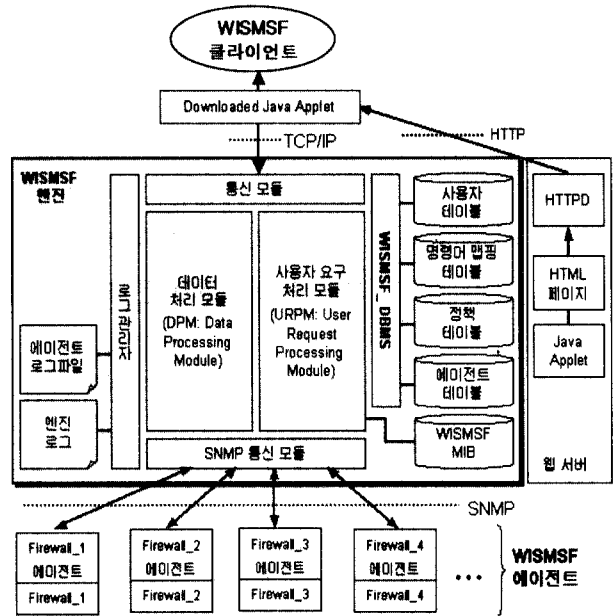 WISMSF
클라이언트
Downloaded Java Applet
TCP/IP
HTTP
WISMSF
엔진
통신 모듈
로그 관리자
데이터
처리 모듈
(DPM: Data
Processing
Module)
사용자 요구
처리 모듈
(URPM: User
Request
Processing
Module)
WISMSF_DBMS
사용자
테이블
명령어 맵핑
테이블
정책
테이블
에이전트
테이블
WISMSF
MIB
에이전트
로그파일
엔진
로그
SNMP 통신 모듈
HTTPD
HTML
페이지
Java
Applet
웹 서버
SNMP
Firewall_1
에이전트
Firewall_1
Firewall_2
에이전트
Firewall_2
Firewall_3
에이전트
Firewall_3
Firewall_4
에이전트
Firewall_4
...
WISMSF
에이전트